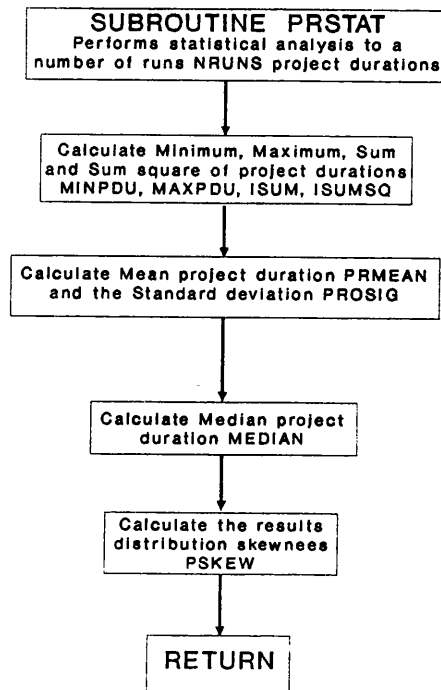 SUBROUTINE PRSTAT
Performs statistical analysis to a
number of runs NRUNS project durations
Calculate Minimum, Maximum, Sum
and Sum square of project durations
MINPDU, MAXPDU, ISUM, ISUMSQ
Calculate Mean project duration PRMEAN
and the Standard deviation PROSIG
Calculate Median project
duration MEDIAN
Calculate the results
distribution skewnees
PSKEW
RETURN